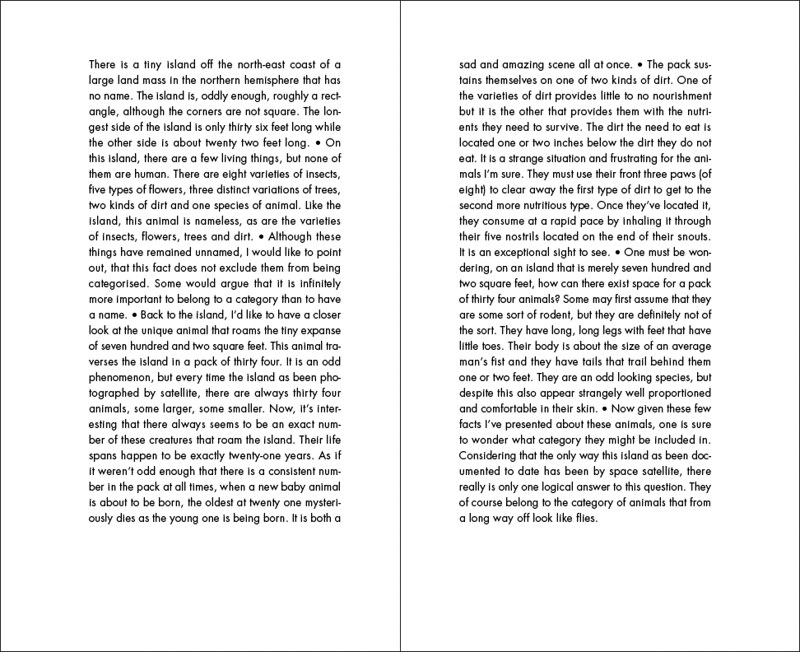 There is a tiny island off the north-east coast of a
large land mass in the northern hemisphere that has
no name. The island is, oddly enough, roughly a rect-
angle, although the corners are not square. The lon-
gest side of the island is only thirty six feet long while
the other side is about twenty two feet long. • On
this island, there are a few living things, but none of
them are human. There are eight varieties of insects,
five types of flowers, three distinct variations of trees,
two kinds of dirt and one species of animal. Like the
island, this animal is nameless, as are the varieties
of insects, flowers, trees and dirt. • Although these
things have remained unnamed, I would like to point
out, that this fact does not exclude them from being
categorised. Some would argue that it is infinitely
more important to belong to a category than to have
a name. • Back to the island, I'd like to have a closer
look at the unique animal that roams the tiny expanse
of seven hundred and two square feet. This animal tra-
verses the island in a pack of thirty four. It is an odd
phenomenon, but every time the island as been pho-
tographed by satellite, there are always thirty four
animals, some larger, some smaller. Now, it's inter-
esting that there always seems to be an exact num-
ber of these creatures that roam the island. Their life
spans happen to be exactly twenty-one years. As if
it weren't odd enough that there is a consistent num-
ber in the pack at all times, when a new baby animal
is about to be born, the oldest at twenty one mysteri-
ously dies as the young one is being born. It is both a
sad and amazing scene all at once. • The pack sus-
tains themselves on one of two kinds of dirt. One of
the varieties of dirt provides little to no nourishment
but it is the other that provides them with the nutri-
ents they need to survive. The dirt the need to eat is
located one or two inches below the dirt they do not
eat. It is a strange situation and frustrating for the ani-
mals I'm sure. They must use their front three paws (of
eight) to clear away the first type of dirt to get to the
second more nutritious type. Once they've located it,
they consume at a rapid pace by inhaling it through
their five nostrils located on the end of their snouts.
It is an exceptional sight to see. • One must be won-
dering, on an island that is merely seven hundred and
two square feet, how can there exist space for a pack
of thirty four animals? Some may first assume that they
are some sort of rodent, but they are definitely not of
the sort. They have long, long legs with feet that have
little toes. Their body is about the size of an average
man's fist and they have tails that trail behind them
one or two feet. They are an odd looking species, but
despite this also appear strangely well proportioned
and comfortable in their skin. • Now given these few
facts I've presented about these animals, one is sure
to wonder what category they might be included in.
Considering that the only way this island as been doc-
umented to date has been by space satellite, there
really is only one logical answer to this question. They
of course belong to the category of animals that from
a long way off look like flies.